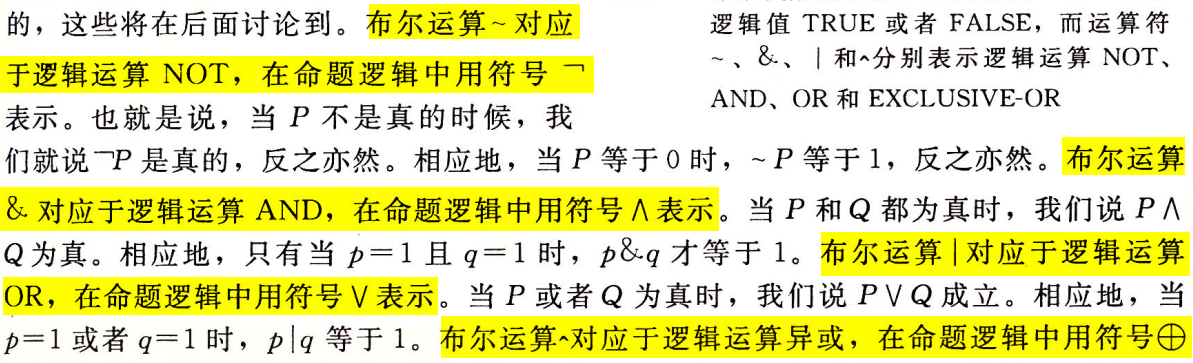 的，这些将在后面讨论到。布尔运算~对应
于逻辑运算 NOT，在命题逻辑中用符号 ￢
表示。也就是说，当 P 不是真的时候，我
逻辑值 TRUE 或者 FALSE，而运算符
~、&、| 和^分别表示逻辑运算 NOT、
AND、OR 和 EXCLUSIVE-OR
们就说￢P 是真的，反之亦然。相应地，当 P 等于 0 时，~P 等于 1，反之亦然。布尔运算
& 对应于逻辑运算 AND，在命题逻辑中用符号 ∧ 表示。当 P 和 Q 都为真时，我们说 P∧
Q 为真。相应地，只有当 p=1 且 q=1 时，p&q 才等于 1。布尔运算 | 对应于逻辑运算
OR，在命题逻辑中用符号 ∨ 表示。当 P 或者 Q 为真时，我们说 P∨Q 成立。相应地，当
p=1 或者 q=1 时，p|q 等于 1。布尔运算^对应于逻辑运算异或，在命题逻辑中用符号⊕